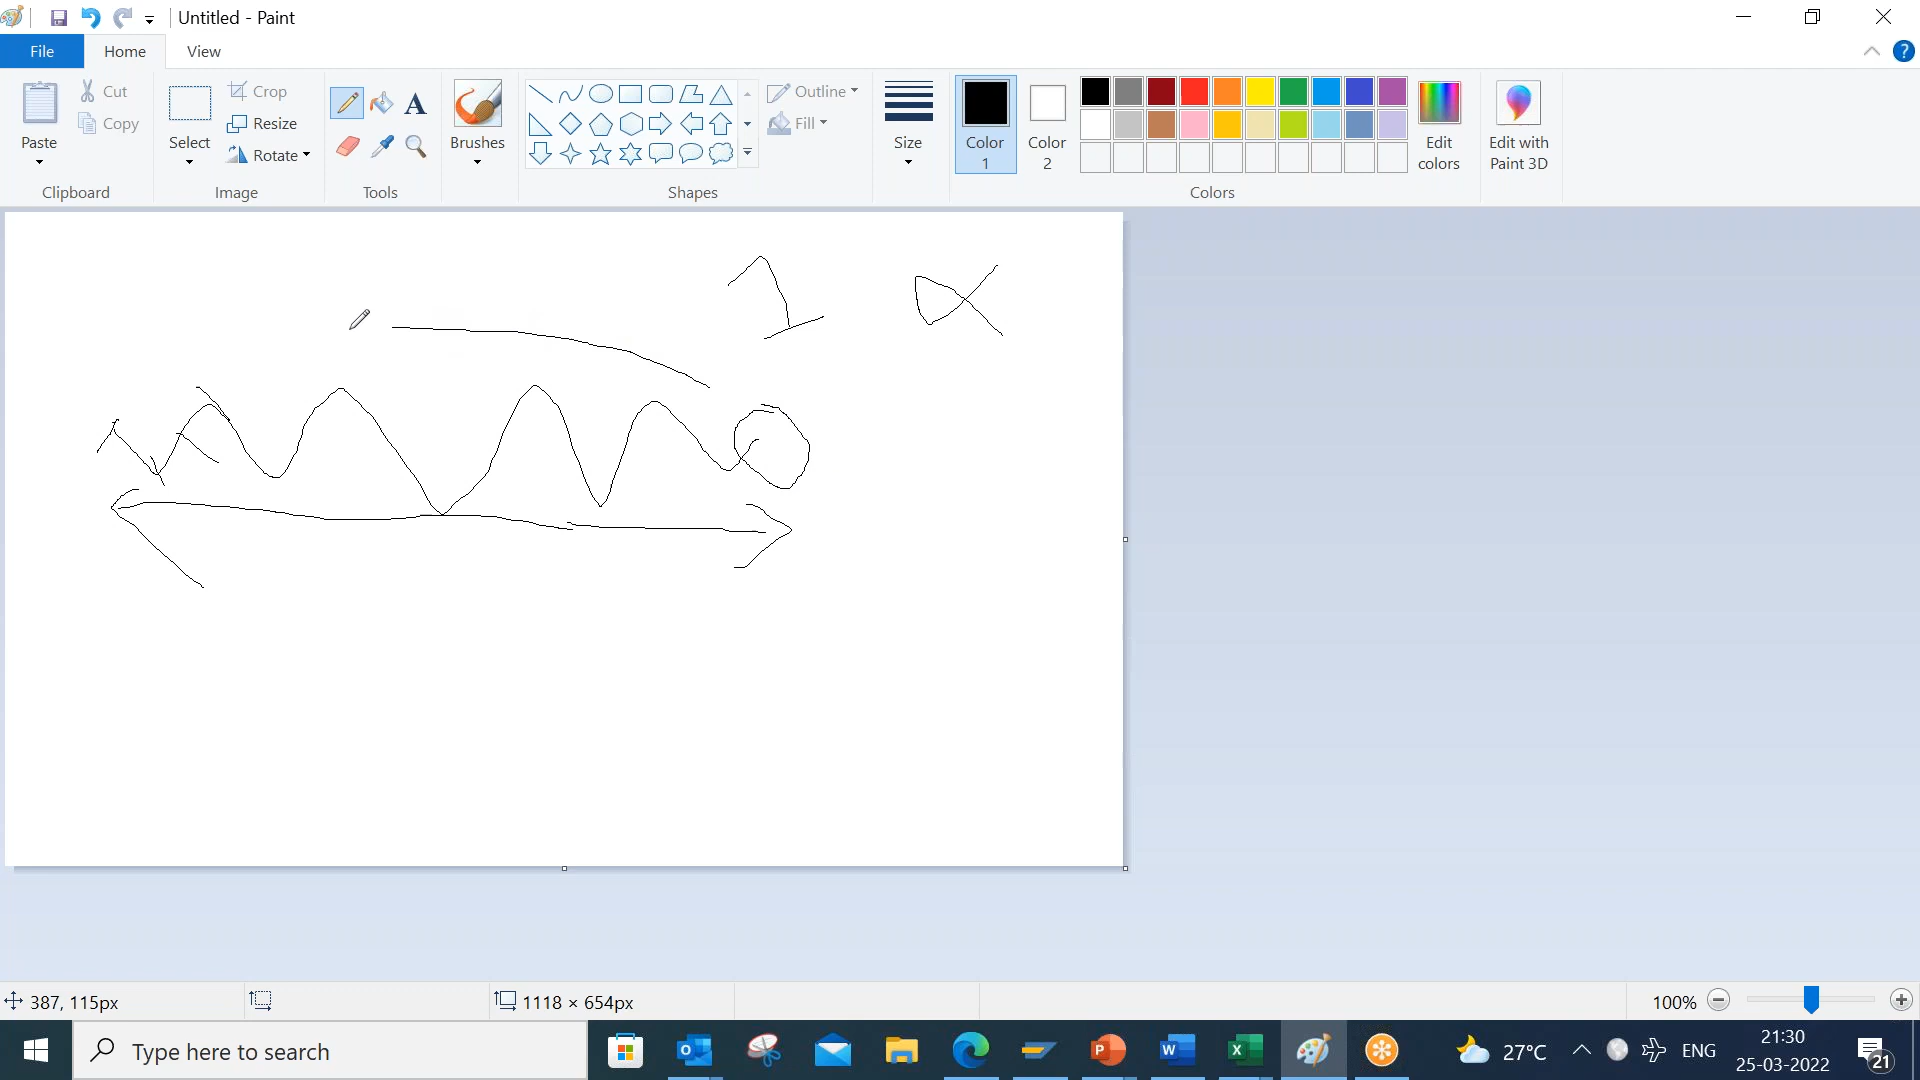 Untitled - Paint
File Home View
Paste
Cut
Copy
Clipboard
Select
Crop
Resize
Rotate
Image
Tools
Brushes
Shapes
Outline
Fill
Size
Color 1
Color 2
Edit colors
Edit with Paint 3D
Colors
1 α
387, 115px
1118 × 654px
100%
Type here to search
27°C
ENG
21:30
25-03-2022
21